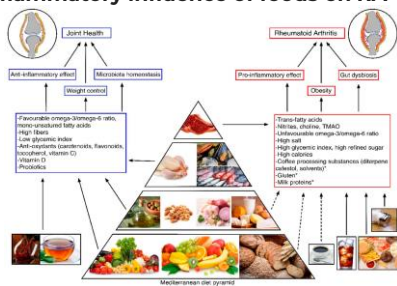 Joint Health
Rheumatoid Arthritis
Anti-inflammatory effect
Microbiota homeostasis
Weight control
Pro-inflammatory effect
Gut dysbiosis
Obesity
-Favourable omega-3/omega-6 ratio,
mono-unsatured fatty acids
-High fibers
-Low glycemic index
-Anti-oxydants (carotenoids, flavonoids,
tocopherol, vitamin C)
-Vitamin D
-Probiotics
-Trans-fatty acids
-Nitrites, choline, TMAO
-Unfavourable omega-3/omega-6 ratio
-High salt
-High glycemic index, high refined sugar
-High calories
-Coffee processing substances (diterpene
cafestol, solvents)*
-Gluten*
-Milk proteins*
Mediterranean diet pyramid